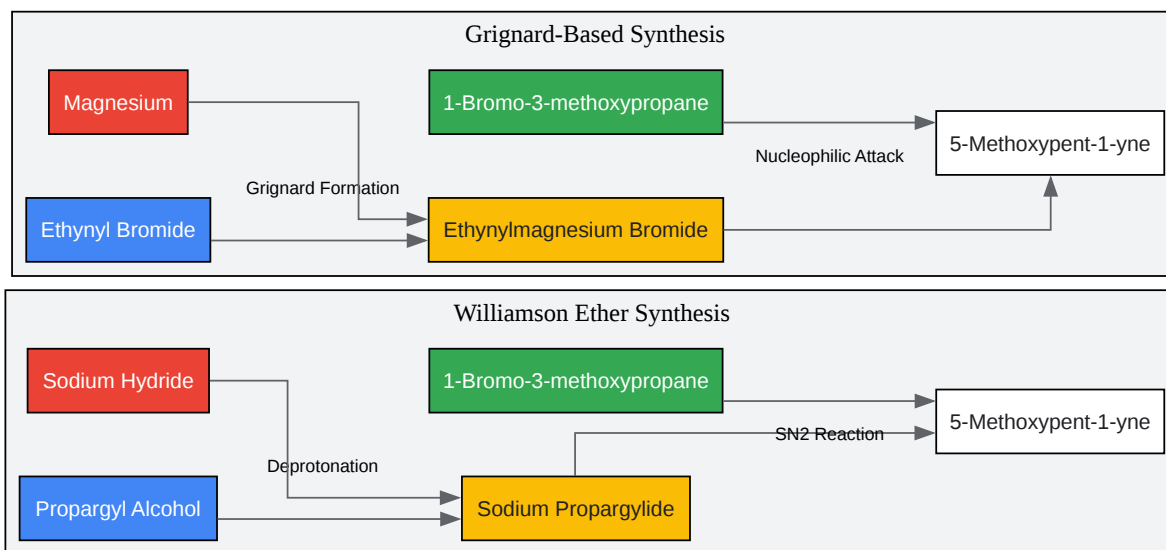 Grignard-Based Synthesis
Magnesium
1-Bromo-3-methoxypropane
5-Methoxypent-1-yne
Nucleophilic Attack
Grignard Formation
Ethynyl Bromide
Ethynylmagnesium Bromide
Williamson Ether Synthesis
Sodium Hydride
1-Bromo-3-methoxypropane
5-Methoxypent-1-yne
SN2 Reaction
Deprotonation
Propargyl Alcohol
Sodium Propargylide